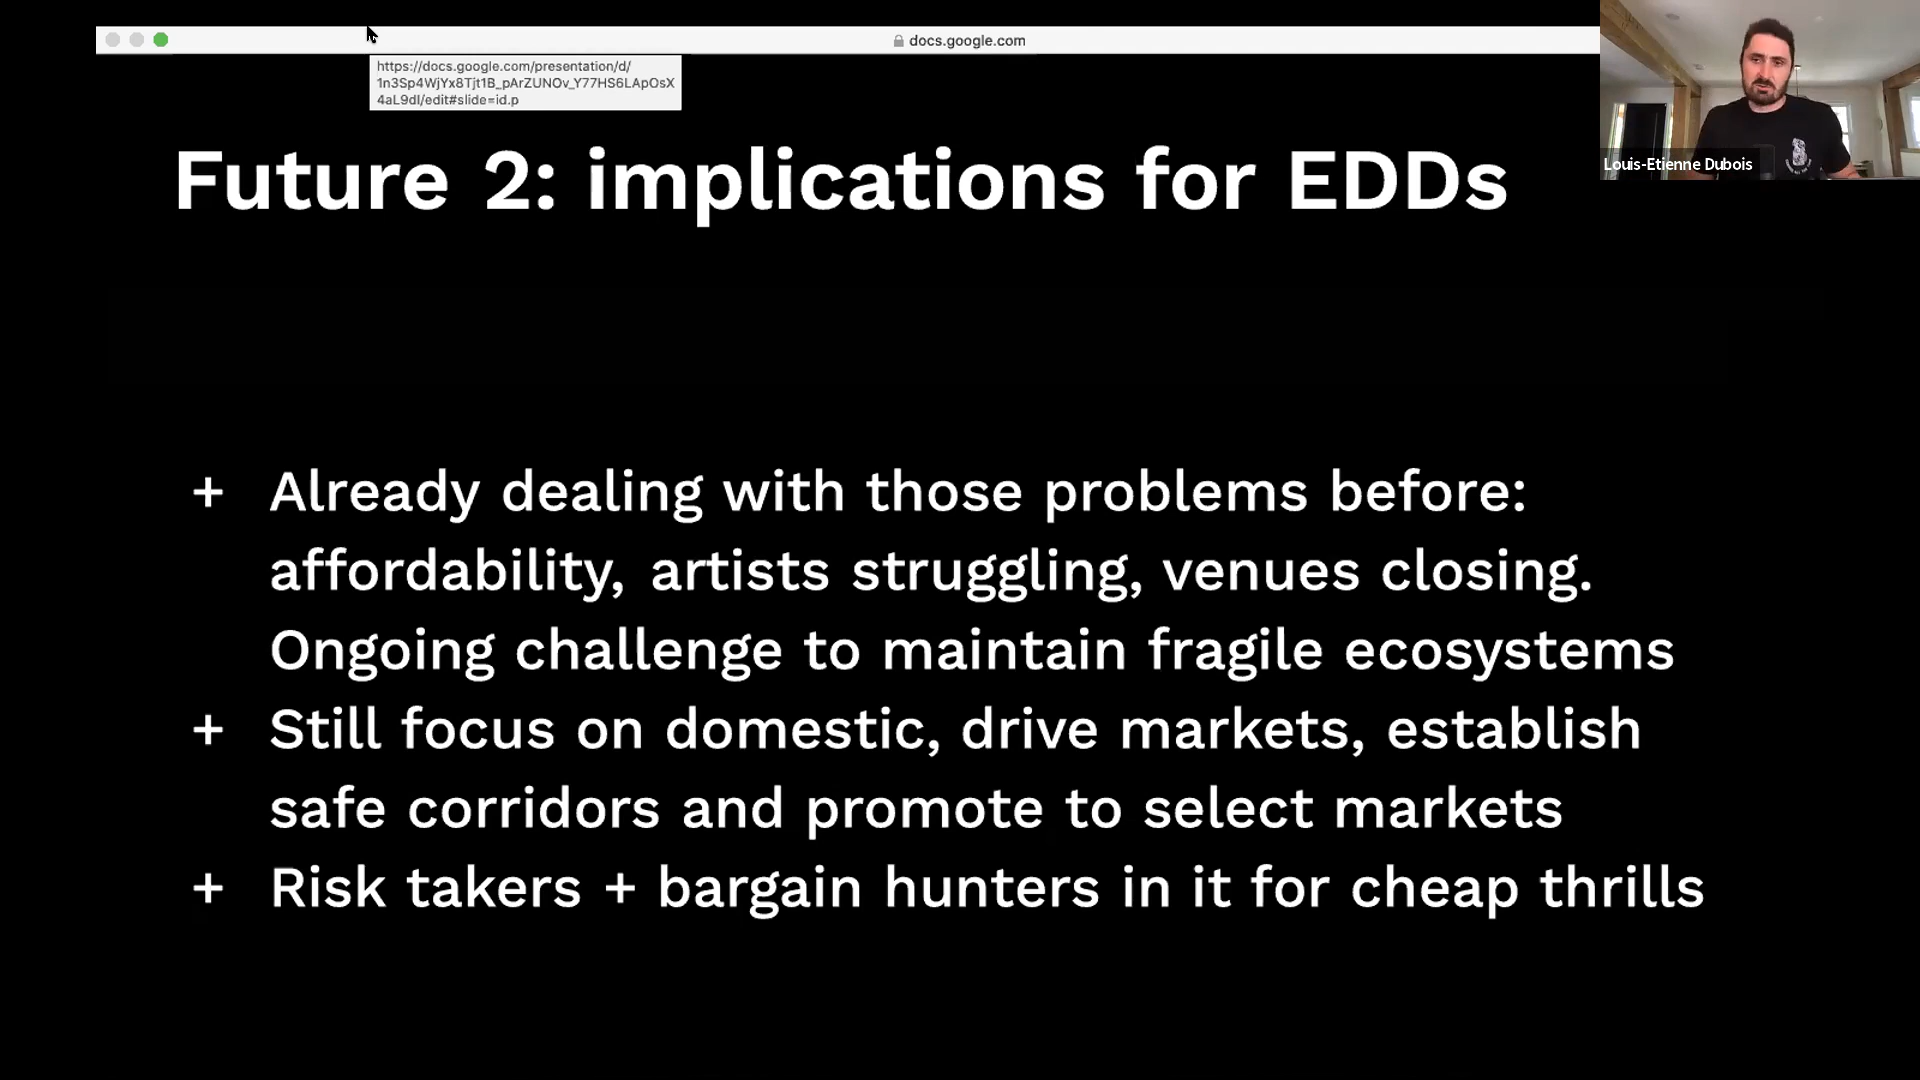 docs.google.com
https://docs.google.com/presentation/d/
1n3Sp4WjYx8Tjt1B_pArZUNOv_Y77HS6LApOsX
4aL9dI/edit#slide=id.p
Louis-Etienne Dubois
Future 2: implications for EDDs
+ Already dealing with those problems before:
affordability, artists struggling, venues closing.
Ongoing challenge to maintain fragile ecosystems
+ Still focus on domestic, drive markets, establish
safe corridors and promote to select markets
+ Risk takers + bargain hunters in it for cheap thrills